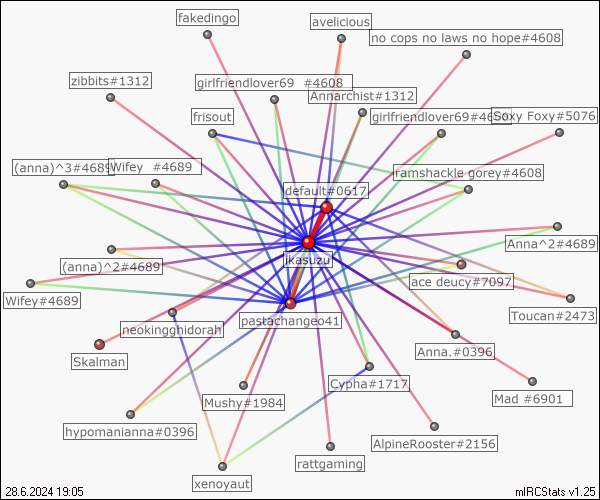 fakedingo
avelicious
no cops no laws no hope#4608
zibbits#1312
girlfriendlover69 #4608
Annarchist#1312
frisout
girlfriendlover69#46
Soxy Foxy#5076
(anna)^3#4689
Wifey #4689
ramshackle gorey#4608
default#0617
Anna^2#4689
jkasuzu
(anna)^2#4689
ace deucy#7097
Wifey#4689
Toucan#2473
neokingghidorah
pastachangeo41
Anna.#0396
Skalman
Cypha#1717
Mad #6901
Mushy#1984
hypomanianna#0396
AlpineRooster#2156
rattgaming
xenoyaut
28.6.2024 19:05
mIRCStats v1.25